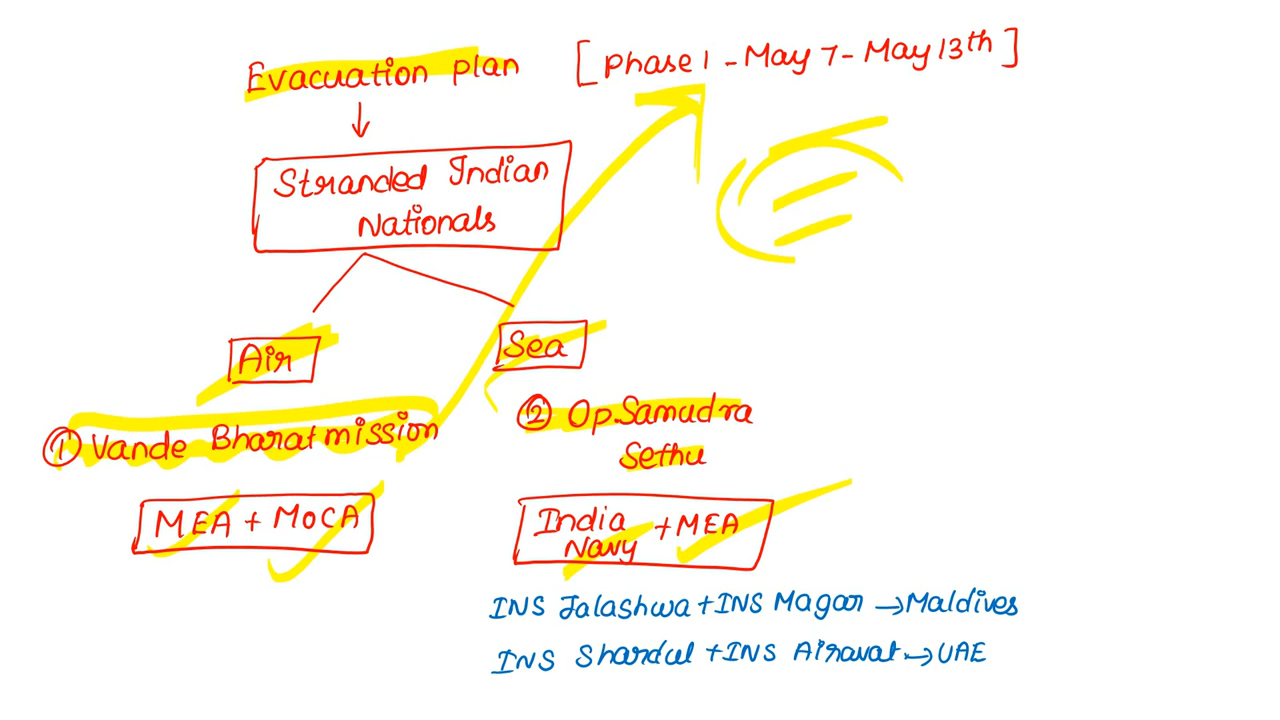 Evacuation plan [Phase 1 - May 7 - May 13th]
Stranded Indian
Nationals
Air
Sea
① Vande Bharat mission
② Op. Samudra
Sethu
MEA + MoCA
India
Navy + MEA
INS Jalashwa + INS Magar → Maldives
INS Shardul + INS Airavat → UAE